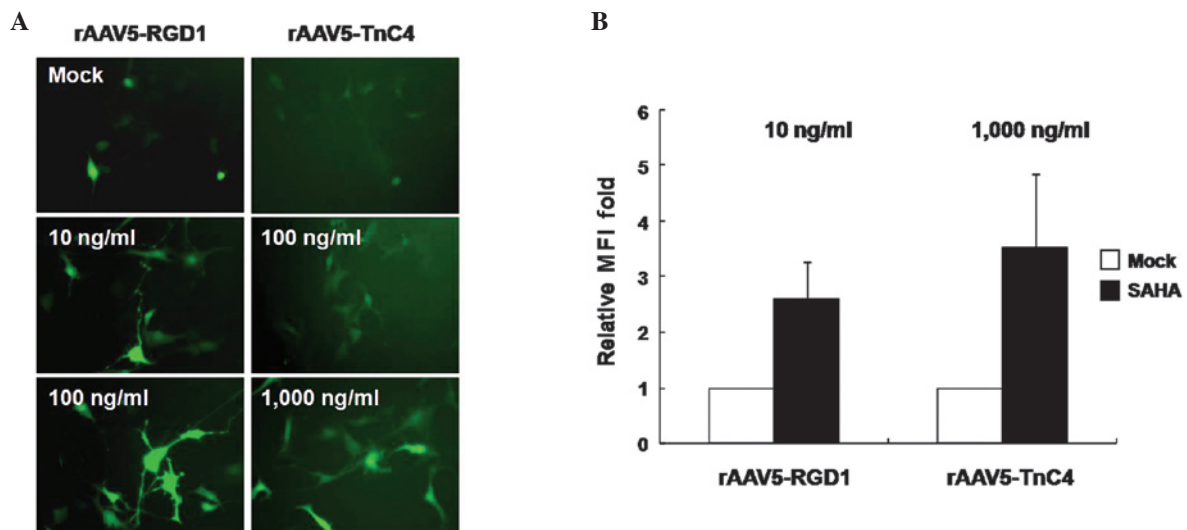 A
rAAV5-RGD1 rAAV5-TnC4
Mock
10 ng/ml 100 ng/ml
100 ng/ml 1,000 ng/ml
B
Relative MFI fold
6
5
4
3
2
1
0
10 ng/ml 1,000 ng/ml
Mock
SAHA
rAAV5-RGD1 rAAV5-TnC4